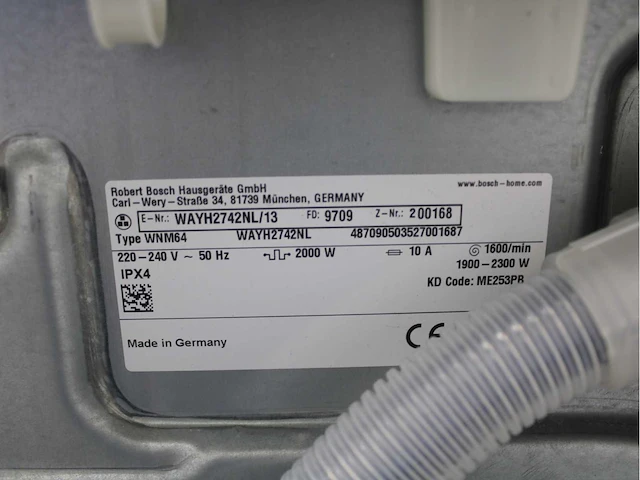 Robert Bosch Hausgeräte GmbH
www.bosch-home.com
Carl-Wery-Straße 34, 81739 München, GERMANY
E-Nr.: WAYH2742NL/13 FD: 9709 Z-Nr.: 200168
Type WNM64 WAYH2742NL 487090503527001687
220-240 V ~ 50 Hz 2000 W 10 A 1600/min
1900-2300 W
IPX4
KD Code: ME253PR
Made in Germany
CE